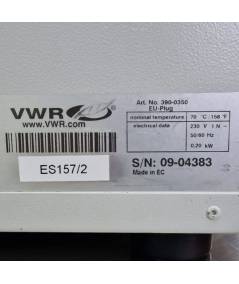 VWR
www.VWR.com
Art. No. 390-0350
EU-Plug
nominal temperature 70 °C 158 °F
electrical data 230 V 1 N~
50/60 Hz
0,20 kW
ES157/2
S/N: 09-04383
Made in EC